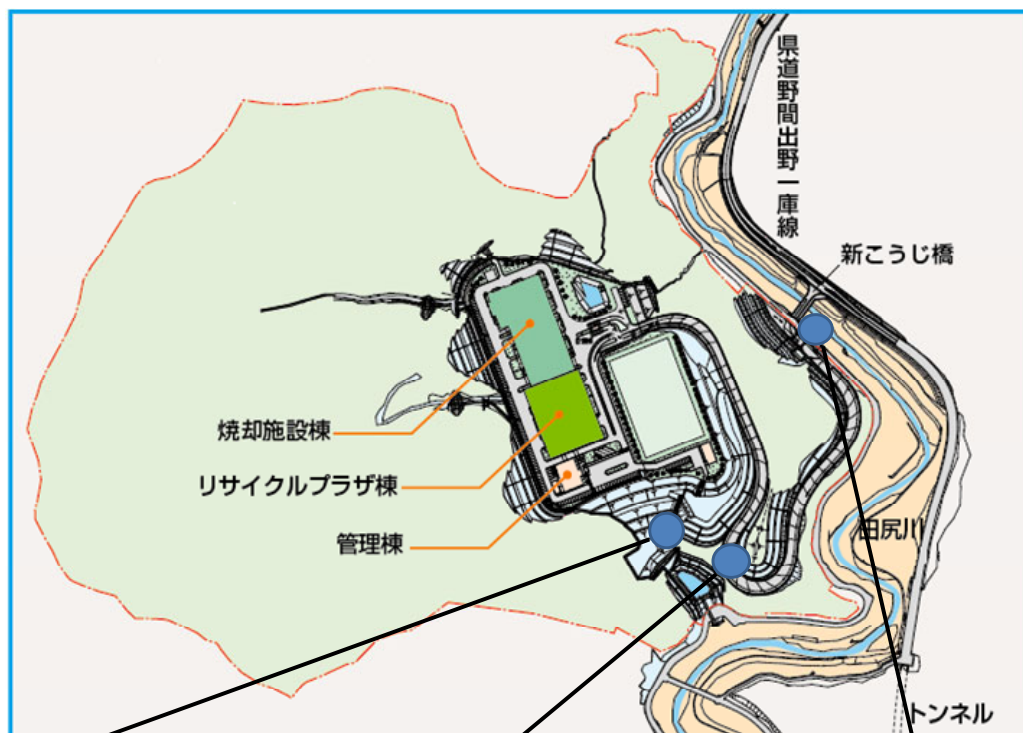 県道野間出野一庫線
新こうじ橋
焼却施設棟
リサイクルプラザ棟
管理棟
田尻川
トンネル